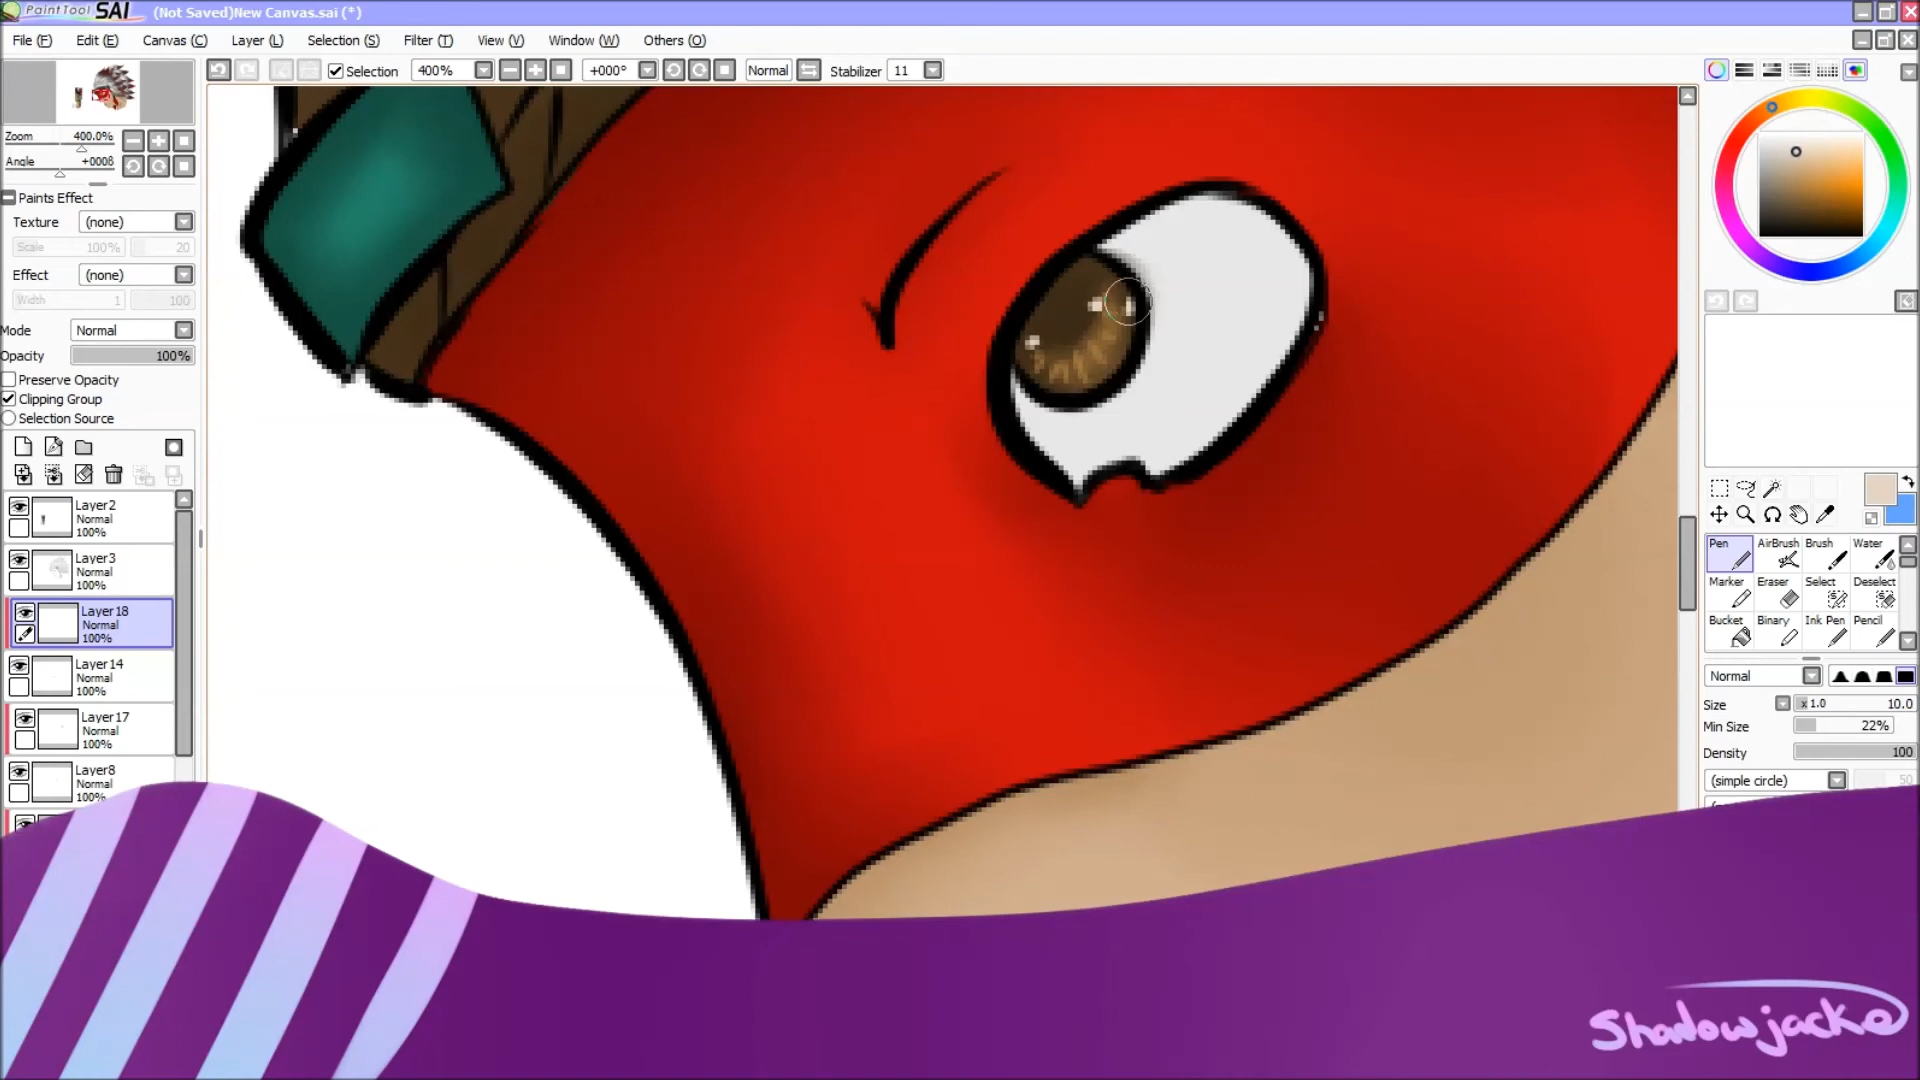 PaintTool SAI (Not Saved)New Canvas.sai (*)
File (F) Edit (E) Canvas (C) Layer (L) Selection (S) Filter (T) View (V) Window (W) Others (O)
Selection 400% +000° Normal Stabilizer 11
Zoom 400.0%
Angle +000ß
Paints Effect
Texture (none)
Scale 100% 20
Effect (none)
Width 1 100
Mode Normal
Opacity 100%
Preserve Opacity
Clipping Group
Selection Source
Layer2
Normal
100%
Layer3
Normal
100%
Layer18
Normal
100%
Layer14
Normal
100%
Layer17
Normal
100%
Layer8
Normal
100%
Pen AirBrush Brush Water
Marker Eraser Select Deselect
Bucket Binary Ink Pen Pencil
Normal
Size x 1.0 10.0
Min Size 22%
Density 100
(simple circle) 50
Shadowjacko